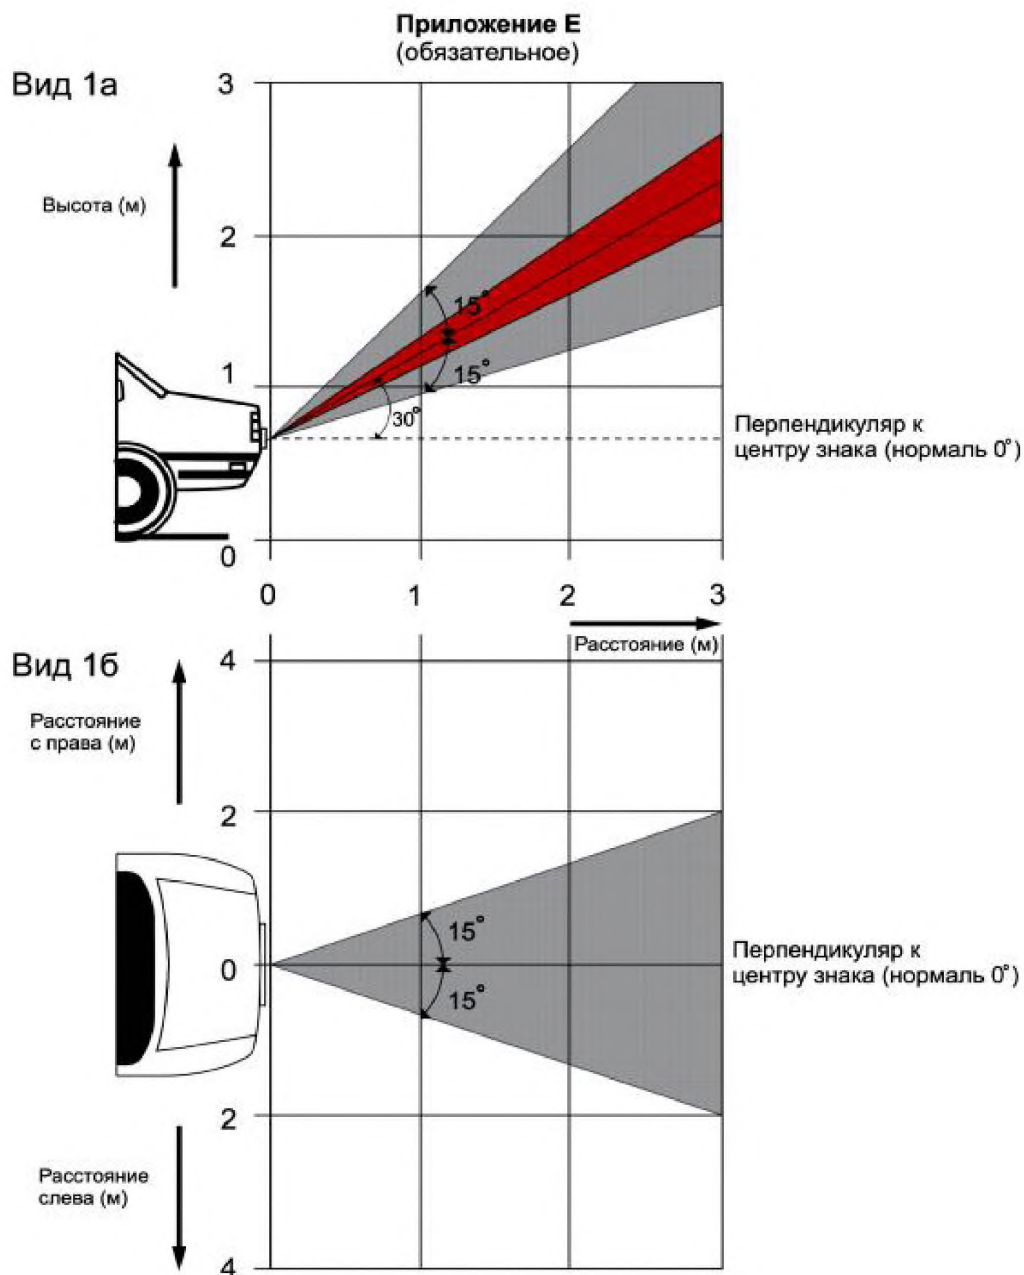 Приложение Е
(обязательное)
Вид 1а
3
Высота (м)
2
15°
1
15°
30°
Перпендикуляр к
центру знака (нормаль 0°)
0
0 1 2 3
Расстояние (м)
Вид 1б
4
Расстояние
с права (м)
2
15°
0
Перпендикуляр к
центру знака (нормаль 0°)
15°
2
Расстояние
слева (м)
4